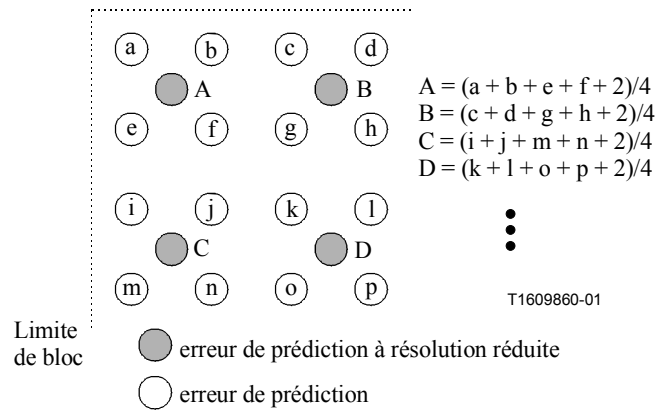 a b c d
A B
e f g h
A = (a + b + e + f + 2)/4
B = (c + d + g + h + 2)/4
C = (i + j + m + n + 2)/4
D = (k + l + o + p + 2)/4
i j k l
C D
m n o p
T1609860-01
Limite
de bloc
erreur de prédiction à résolution réduite
erreur de prédiction